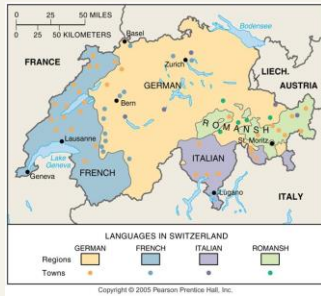 0 50 MILES
0 50 KILOMETERS
Basel
Bodensee
FRANCE
Zurich
LIECH.
AUSTRIA
GERMAN
Bern
ROMANSH
St. Moritz
Lausanne
Lake
Geneva
ITALIAN
FRENCH
Geneva
Lugano
ITALY
LANGUAGES IN SWITZERLAND
GERMAN FRENCH ITALIAN ROMANSH
Regions
Towns
Copyright © 2005 Pearson Prentice Hall, Inc.